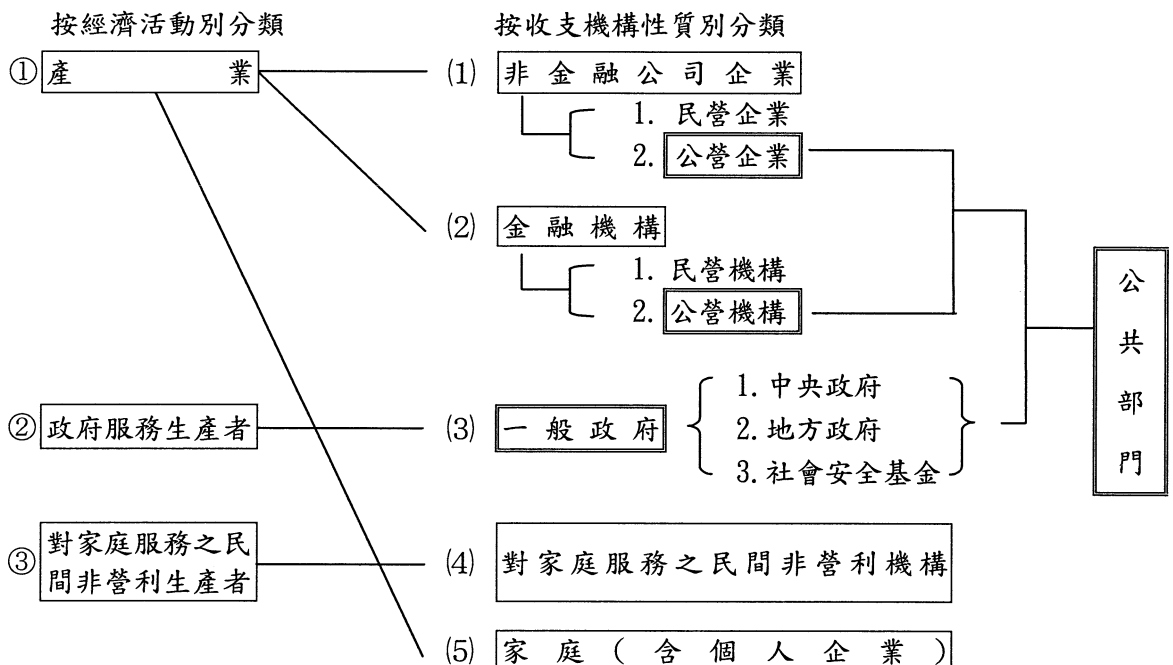 按經濟活動別分類 按收支機構性質別分類
① 產業 (1) 非金融公司企業
1. 民營企業
2. 公營企業
(2) 金融機構
1. 民營機構
2. 公營機構
公共部門
② 政府服務生產者 (3) 一般政府
1. 中央政府
2. 地方政府
3. 社會安全基金
③ 對家庭服務之民
間非營利生產者
(4) 對家庭服務之民間非營利機構
(5) 家庭(含個人企業)